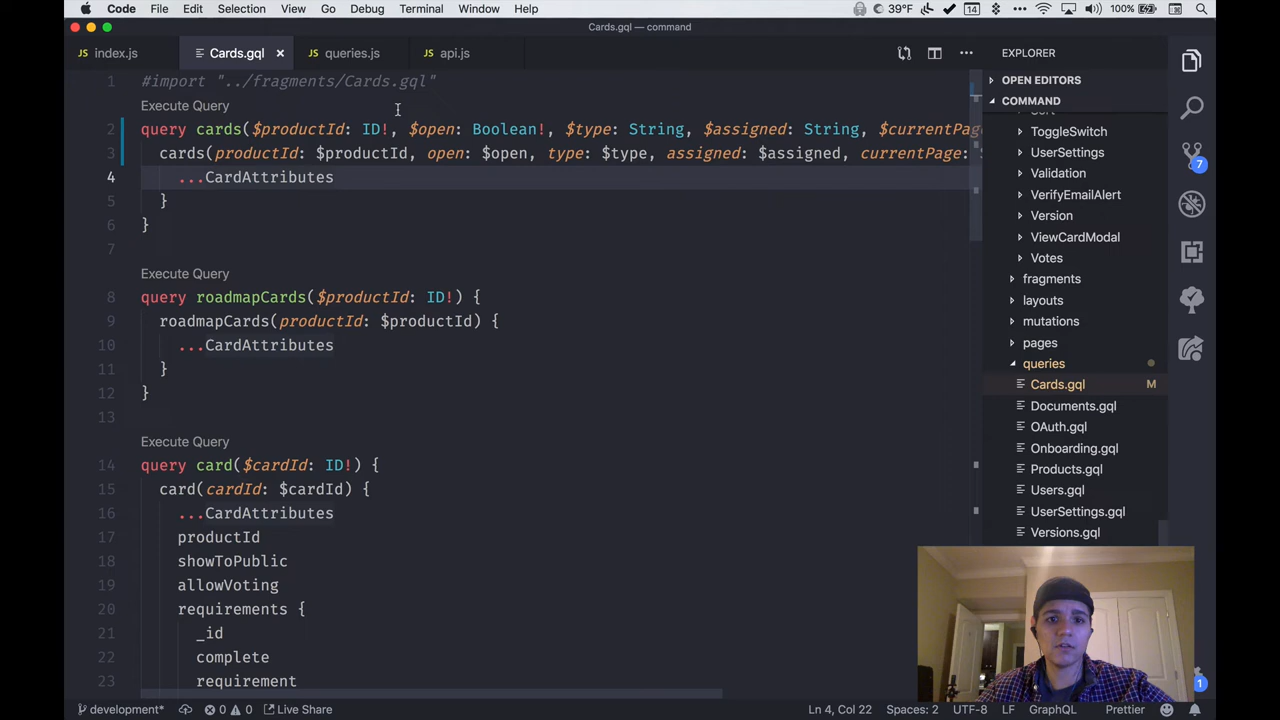 Code File Edit Selection View Go Debug Terminal Window Help
39°F 14 100%
Cards.gql — command
JS index.js Cards.gql JS queries.js JS api.js
1 #import "../fragments/Cards.gql"
Execute Query
2 query cards($productId: ID!, $open: Boolean!, $type: String, $assigned: String, $currentPag
3 cards(productId: $productId, open: $open, type: $type, assigned: $assigned, currentPage:
4 ...CardAttributes
5 }
6 }
7
Execute Query
8 query roadmapCards($productId: ID!) {
9 roadmapCards(productId: $productId) {
10 ...CardAttributes
11 }
12 }
13
Execute Query
14 query card($cardId: ID!) {
15 card(cardId: $cardId) {
16 ...CardAttributes
17 productId
18 showToPublic
19 allowVoting
20 requirements {
21 _id
22 complete
23 requirement
EXPLORER
OPEN EDITORS
COMMAND
ToggleSwitch
UserSettings
Validation
VerifyEmailAlert
Version
ViewCardModal
Votes
fragments
layouts
mutations
pages
queries
Cards.gql M
Documents.gql
OAuth.gql
Onboarding.gql
Products.gql
Users.gql
UserSettings.gql
Versions.gql
7
1
development* 0 0 Live Share Ln 4, Col 22 Spaces: 2 UTF-8 LF GraphQL Prettier